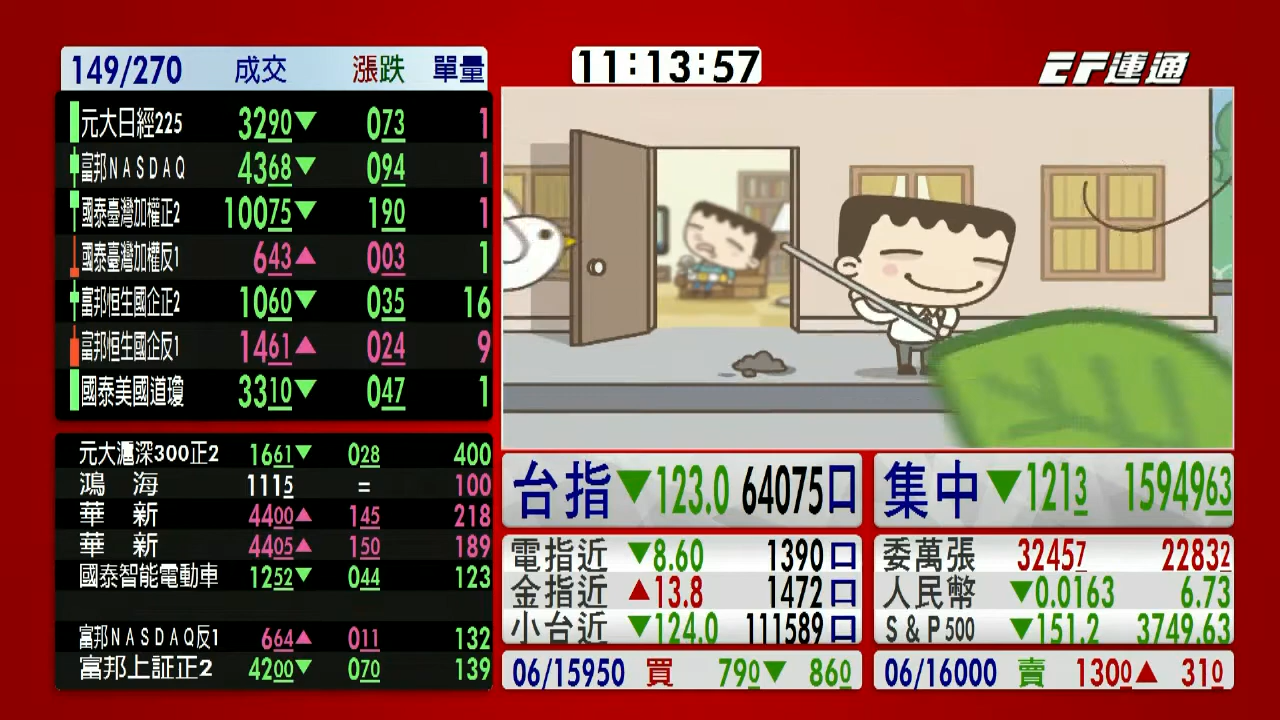 149/270 成交 漲跌 單量
元大日經225 3290▼ 073 1
富邦NASDAQ 4368▼ 094 1
國泰臺灣加權正2 10075▼ 190 1
國泰臺灣加權反1 643▲ 003 1
富邦恒生國企正2 1060▼ 035 16
富邦恒生國企反1 1461▲ 024 9
國泰美國道瓊 3310▼ 047 1
元大滬深300正2 1661▼ 028 400
鴻 海 1115 = 100
華 新 4400▲ 145 218
華 新 4405▲ 150 189
國泰智能電動車 1252▼ 044 123
富邦NASDAQ反1 664▲ 011 132
富邦上証正2 4200▼ 070 139
11:13:57
EF運通
台指▼123.0 64075口
電指近 ▼8.60 1390口
金指近 ▲13.8 1472口
小台近 ▼124.0 111589口
06/15950 買 790▼ 860
集中▼1213 1594963
委萬張 32457 22832
人民幣 ▼0.0163 6.73
S&P500 ▼151.2 3749.63
06/16000 賣 1300▲ 310